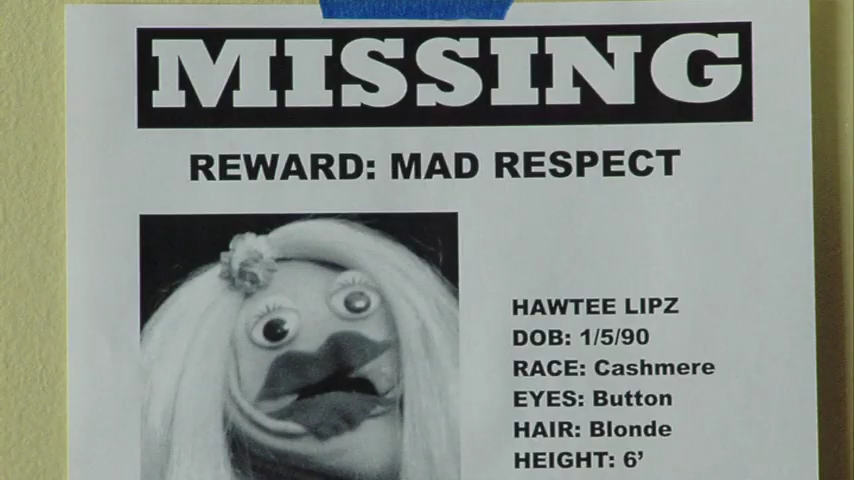 MISSING
REWARD: MAD RESPECT
HAWTEE LIPZ
DOB: 1/5/90
RACE: Cashmere
EYES: Button
HAIR: Blonde
HEIGHT: 6'